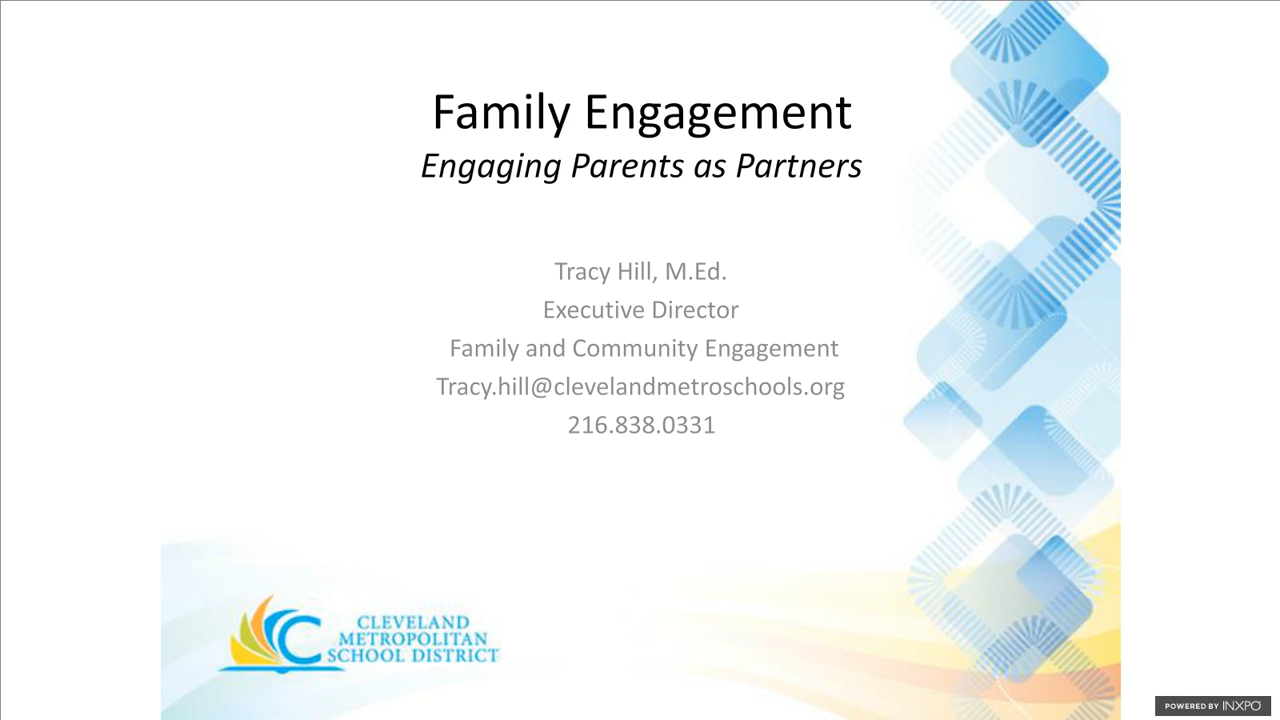 Family Engagement
Engaging Parents as Partners
Tracy Hill, M.Ed.
Executive Director
Family and Community Engagement
Tracy.hill@clevelandmetroschools.org
216.838.0331
CLEVELAND
METROPOLITAN
SCHOOL DISTRICT
POWERED BY INXPO